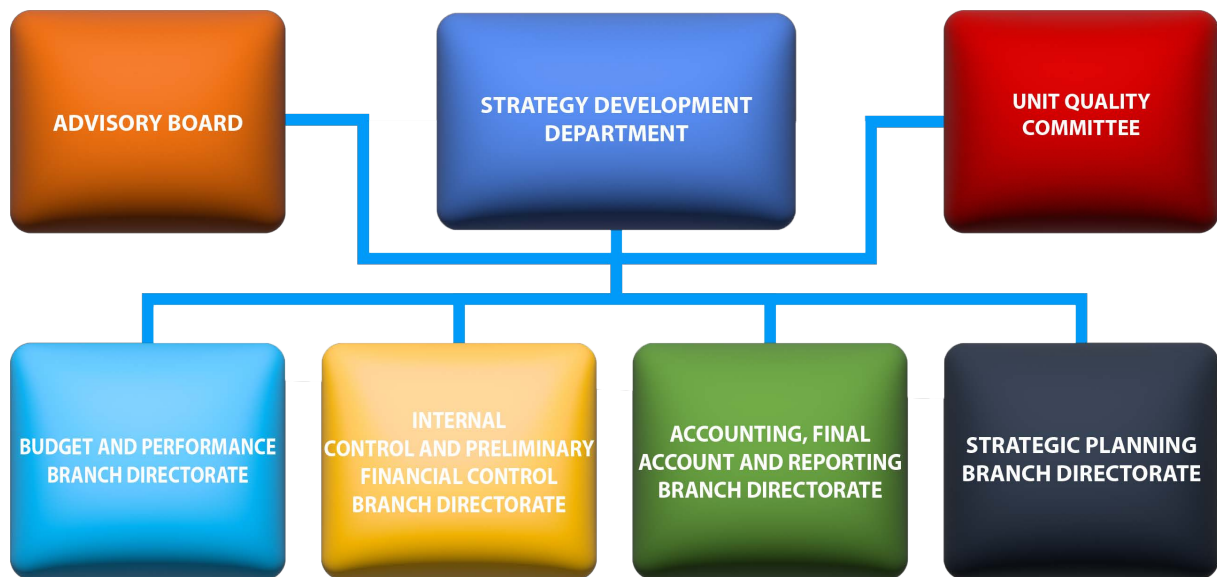 ADVISORY BOARD
STRATEGY DEVELOPMENT
DEPARTMENT
UNIT QUALITY
COMMITTEE
BUDGET AND PERFORMANCE
BRANCH DIRECTORATE
INTERNAL
CONTROL AND PRELIMINARY
FINANCIAL CONTROL
BRANCH DIRECTORATE
ACCOUNTING, FINAL
ACCOUNT AND REPORTING
BRANCH DIRECTORATE
STRATEGIC PLANNING
BRANCH DIRECTORATE